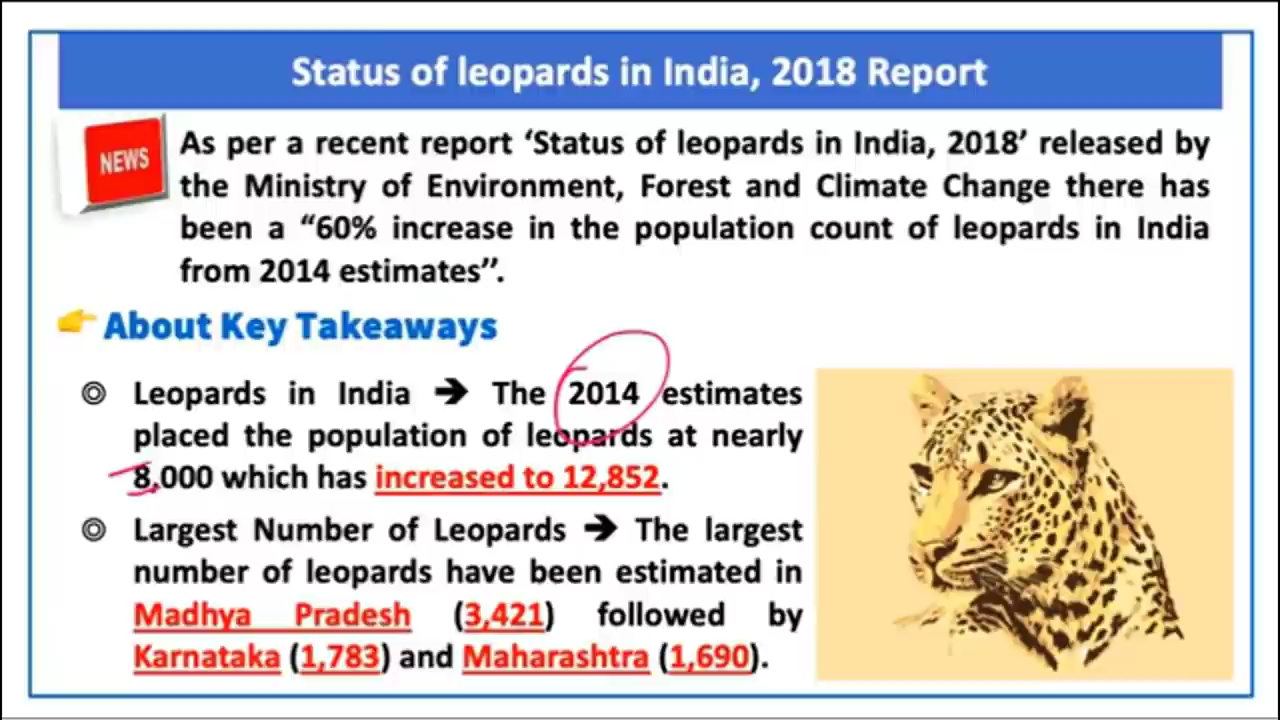 Status of leopards in India, 2018 Report
NEWS
As per a recent report ‘Status of leopards in India, 2018’ released by
the Ministry of Environment, Forest and Climate Change there has
been a “60% increase in the population count of leopards in India
from 2014 estimates”.
About Key Takeaways
Leopards in India ➔ The 2014 estimates
placed the population of leopards at nearly
8,000 which has increased to 12,852.
Largest Number of Leopards ➔ The largest
number of leopards have been estimated in
Madhya Pradesh (3,421) followed by
Karnataka (1,783) and Maharashtra (1,690).